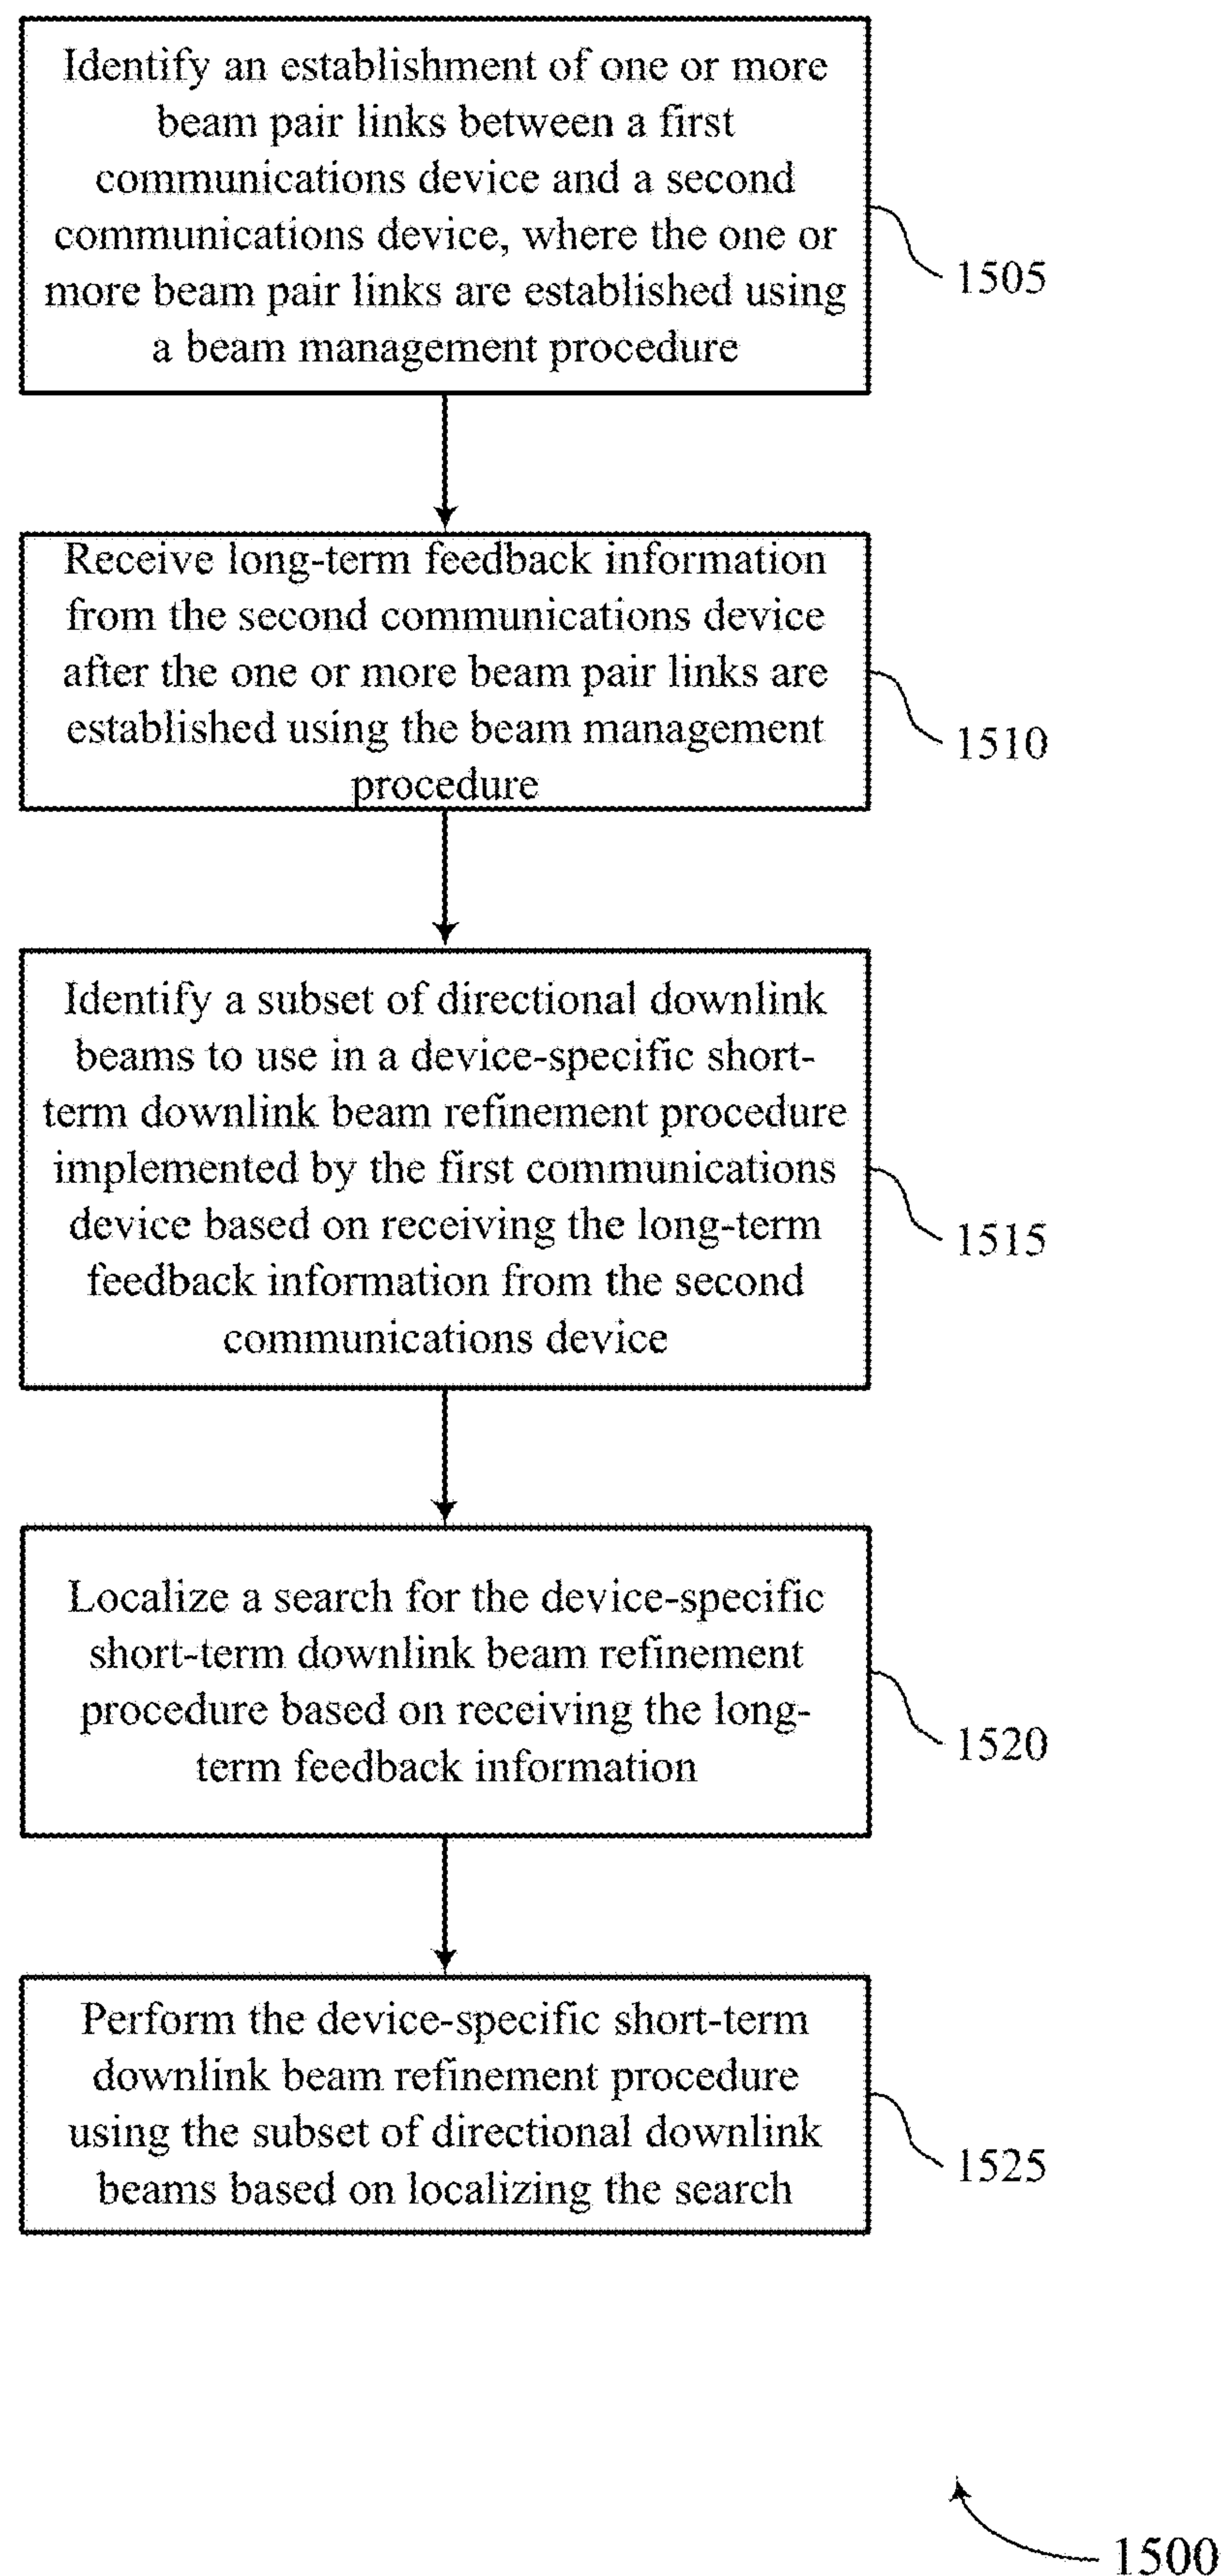 Identify an establishment of one or more
beam pair links between a first
communications device and a second
communications device, where the one or
more beam pair links are established using
a beam management procedure
1505
Receive long-term feedback information
from the second communications device
after the one or more beam pair links are
established using the beam management
procedure
1510
Identify a subset of directional downlink
beams to use in a device-specific short-
term downlink beam refinement procedure
implemented by the first communications
device based on receiving the long-term
feedback information from the second
communications device
1515
Localize a search for the device-specific
short-term downlink beam refinement
procedure based on receiving the long-
term feedback information
1520
Perform the device-specific short-term
downlink beam refinement procedure
using the subset of directional downlink
beams based on localizing the search
1525
1500